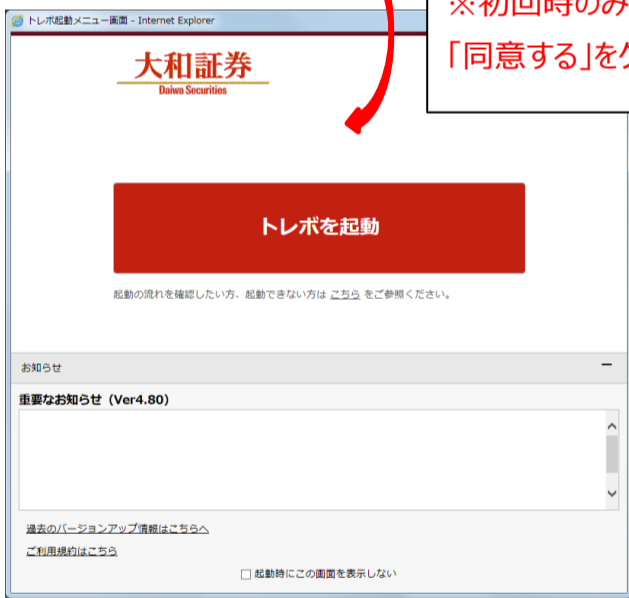 ※初回時のみ
「同意する」を
トレボ起動メニュー画面 - Internet Explorer
大和証券
Daiwa Securities
トレボを起動
起動の流れを確認したい方、起動できない方は こちら をご参照ください。
お知らせ
重要なお知らせ（Ver4.80）
過去のバージョンアップ情報はこちらへ
ご利用規約はこちら
起動時にこの画面を表示しない